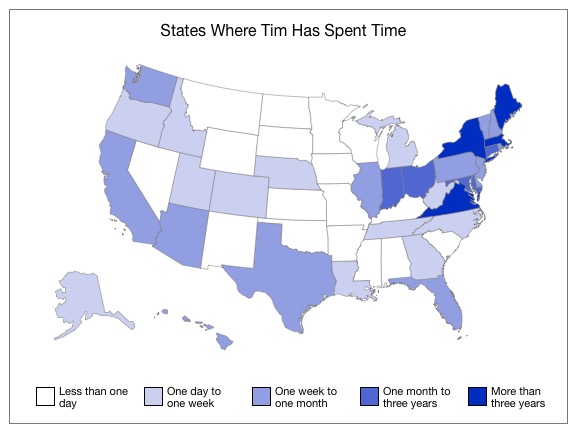 States Where Tim Has Spent Time
Less than one
day
One day to
one week
One week to
one month
One month to
three years
More than
three years